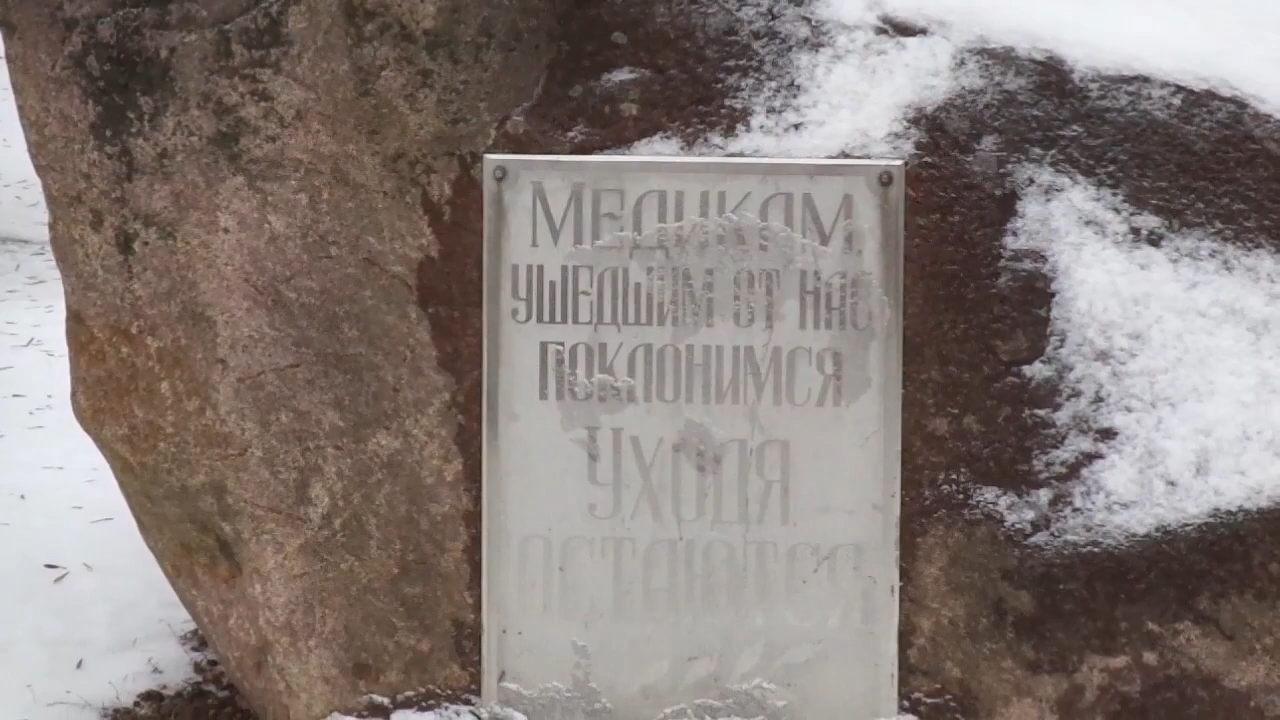 МЕДИКАМ,
УШЕДШИМ ОТ НАС
ПОКЛОНИМСЯ
УХОДЯ
ОСТАЮТСЯ